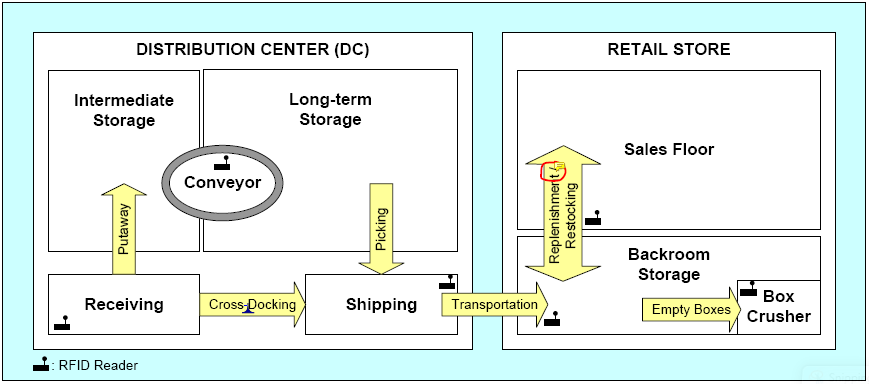 DISTRIBUTION CENTER (DC)
RETAIL STORE
Intermediate
Storage
Long-term
Storage
Conveyor
Putaway
Picking
Receiving
Cross-Docking
Shipping
Transportation
Sales Floor
Replenishment /
Restocking
Backroom
Storage
Empty Boxes
Box
Crusher
: RFID Reader